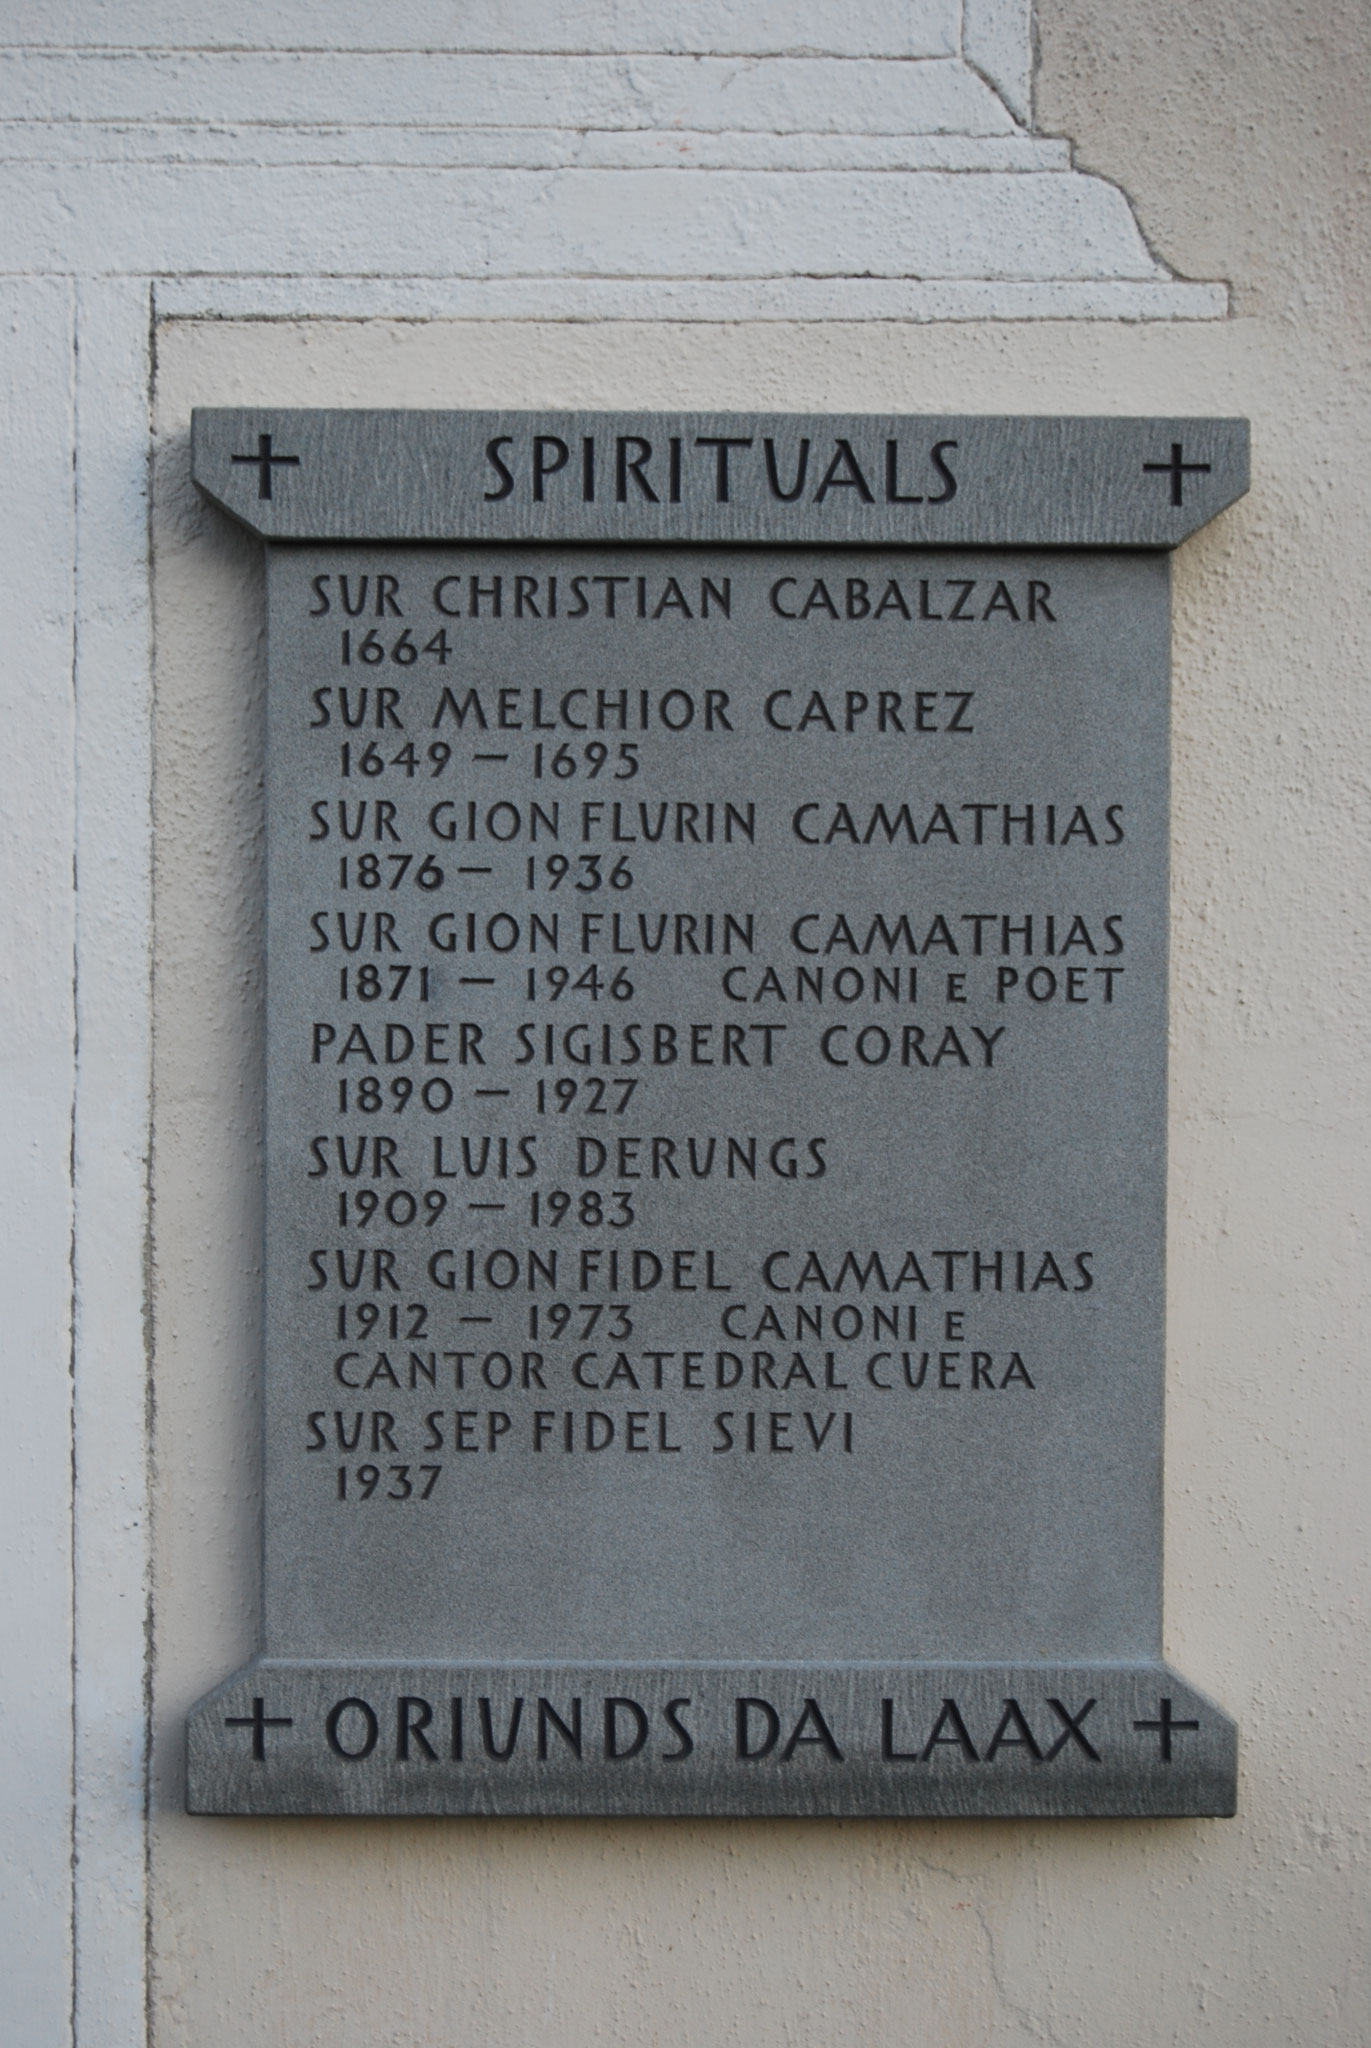 + SPIRITUALS +
SUR CHRISTIAN CABALZAR
1664
SUR MELCHIOR CAPREZ
1649 – 1695
SUR GION FLURIN CAMATHIAS
1876 – 1936
SUR GION FLURIN CAMATHIAS
1871 – 1946 CANONI E POET
PADER SIGISBERT CORAY
1890 – 1927
SUR LUIS DERUNGS
1909 – 1983
SUR GION FIDEL CAMATHIAS
1912 – 1973 CANONI E
CANTOR CATEDRAL CUERA
SUR SEP FIDEL SIEVI
1937
+ ORIUNDS DA LAAX +